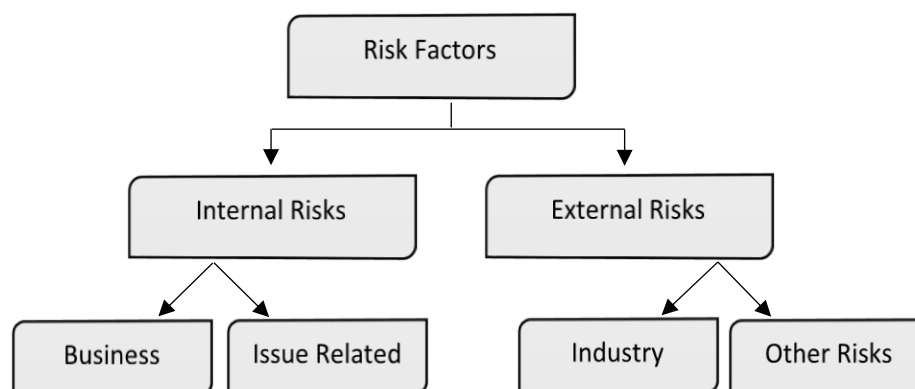 Risk Factors
Internal Risks
External Risks
Business
Issue Related
Industry
Other Risks